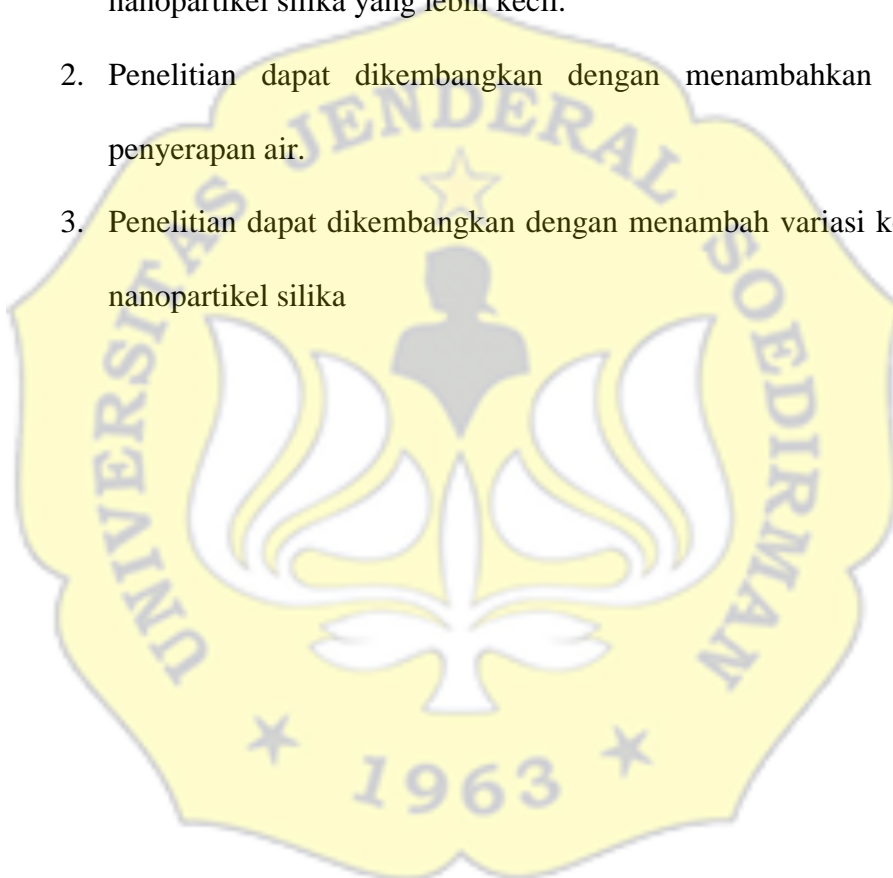 nanopartikel silika yang lebih kecil.
2. Penelitian dapat dikembangkan dengan menambahkan
penyerapan air.
3. Penelitian dapat dikembangkan dengan menambah variasi
nanopartikel silika
UNIVERSITAS JENDERAL SOEDIRMAN
1963